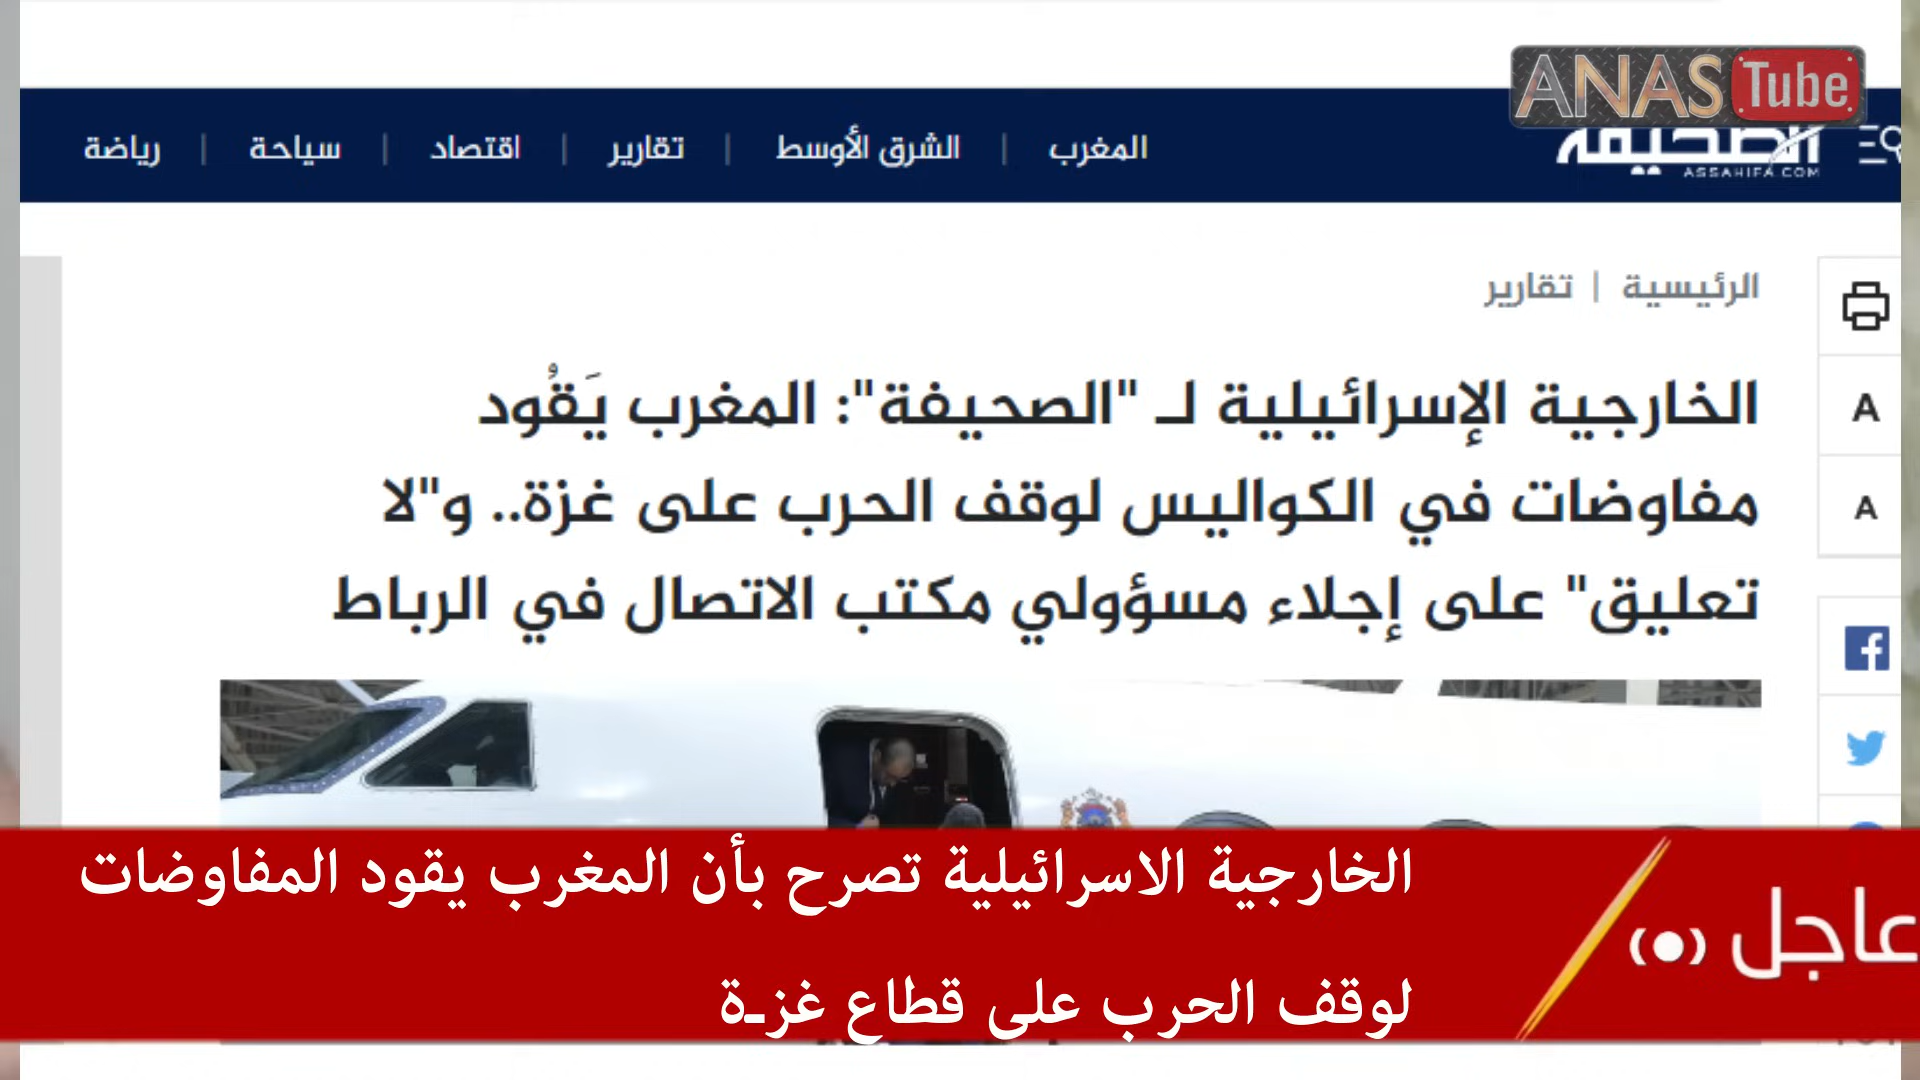 ANAS Tube
الصحيفة
ASSAHIFA.COM
المغرب | الشرق الأوسط | تقارير | اقتصاد | سياحة | رياضة
الرئيسية | تقارير
الخارجية الإسرائيلية لـ "الصحيفة": المغرب يَقُود
مفاوضات في الكواليس لوقف الحرب على غزة.. و"لا
تعليق" على إجلاء مسؤولي مكتب الاتصال في الرباط
A
A
عاجل
الخارجية الاسرائيلية تصرح بأن المغرب يقود المفاوضات
لوقف الحرب على قطاع غزـة